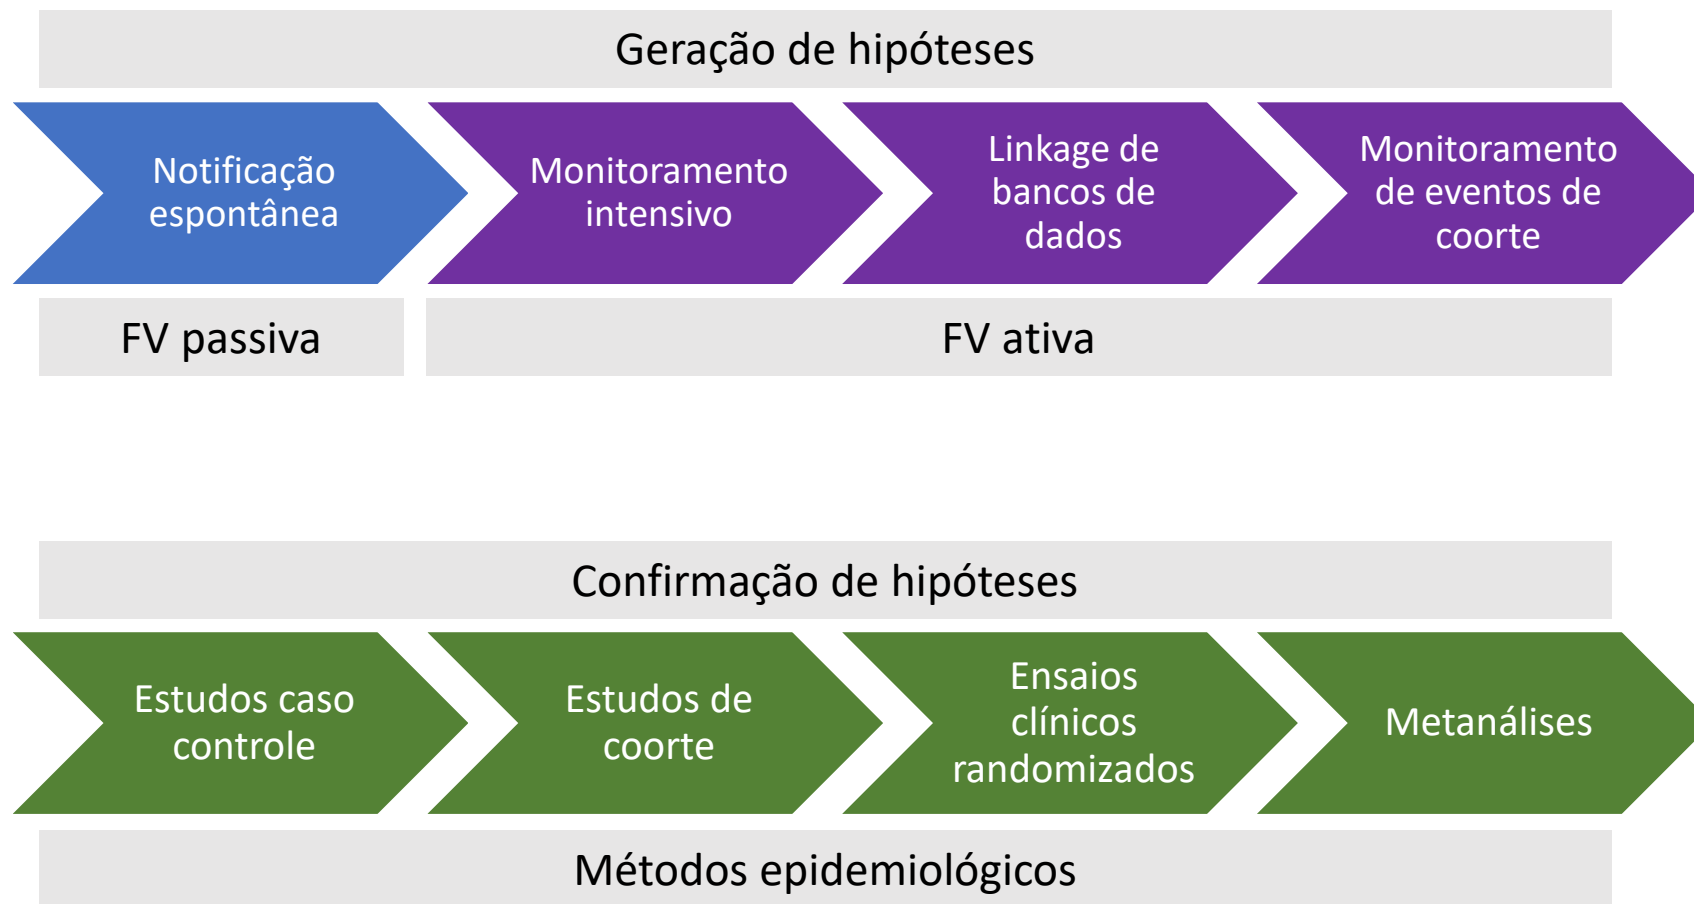 Geração de hipóteses
Notificação
espontânea
Monitoramento
intensivo
Linkage de
bancos de
dados
Monitoramento
de eventos de
coorte
FV passiva
FV ativa
Confirmação de hipóteses
Estudos caso
controle
Estudos de
coorte
Ensaios
clínicos
randomizados
Metanálises
Métodos epidemiológicos